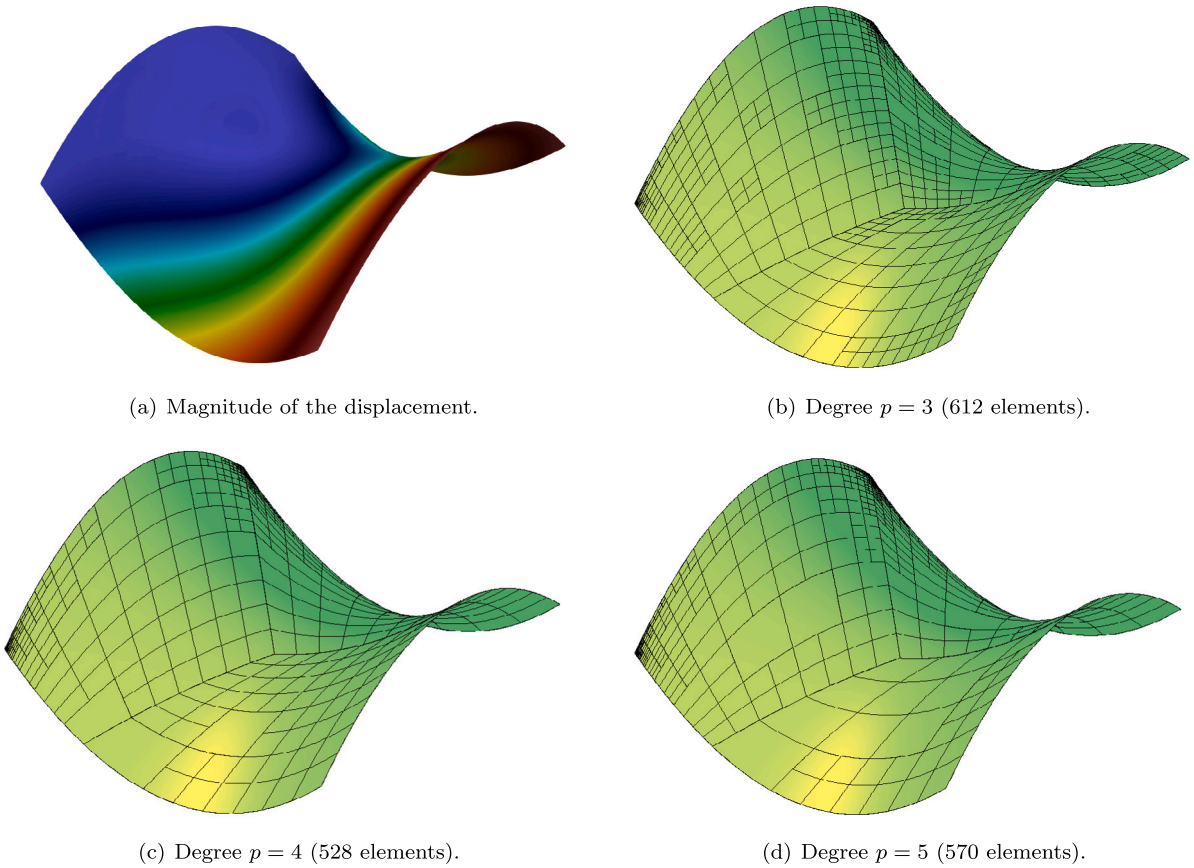 (a) Magnitude of the displacement.
(b) Degree p = 3 (612 elements).
(c) Degree p = 4 (528 elements).
(d) Degree p = 5 (570 elements).